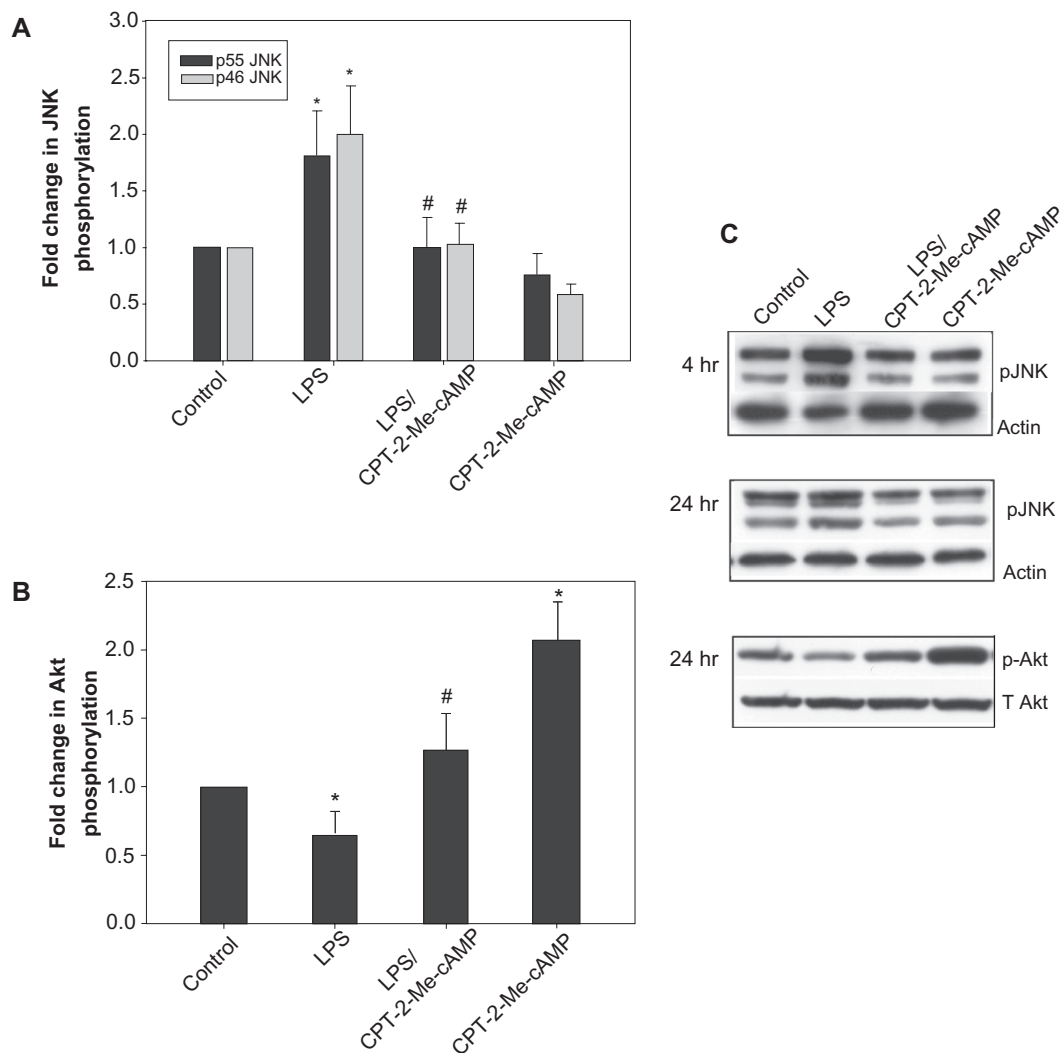 A
3.0
2.5
2.0
1.5
1.0
0.5
0.0
Fold change in JNK
phosphorylation
p55 JNK
p46 JNK
*
*
#
#
Control
LPS
LPS/
CPT-2-Me-cAMP
CPT-2-Me-cAMP
B
2.5
2.0
1.5
1.0
0.5
0.0
Fold change in Akt
phosphorylation
*
#
*
Control
LPS
LPS/
CPT-2-Me-cAMP
CPT-2-Me-cAMP
C
Control
LPS
LPS/
CPT-2-Me-cAMP
CPT-2-Me-cAMP
4 hr
pJNK
Actin
24 hr
pJNK
Actin
24 hr
p-Akt
T Akt